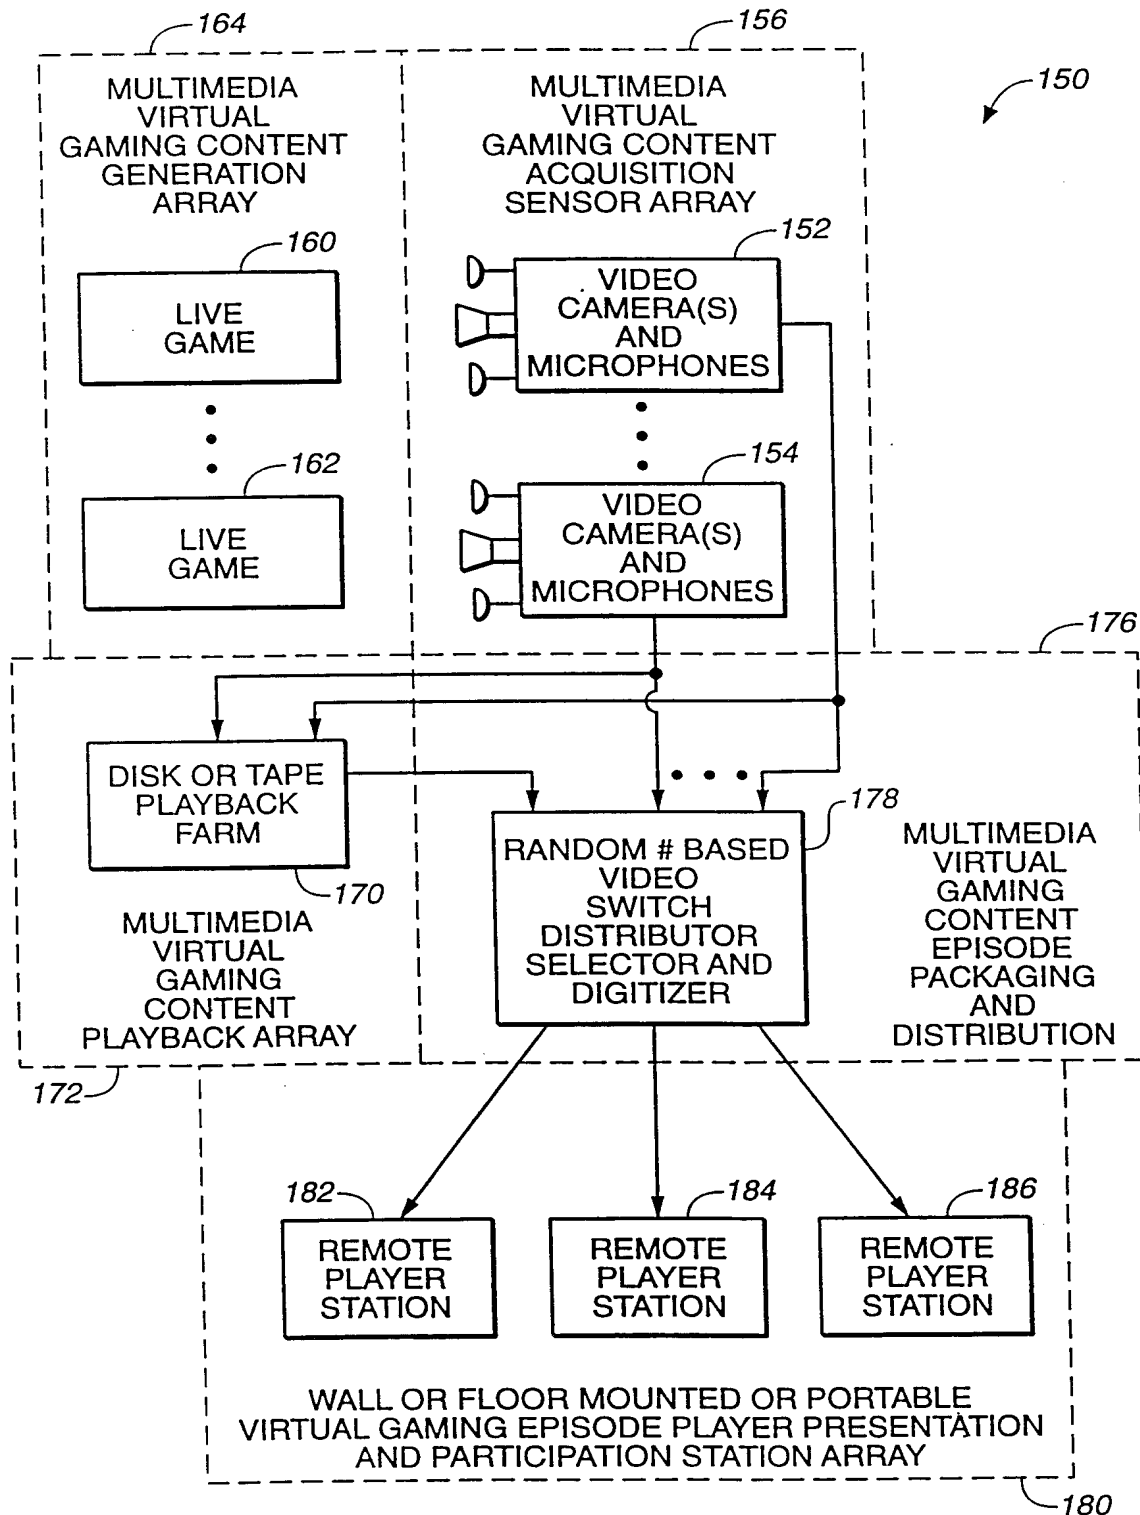 164
156
150
MULTIMEDIA
VIRTUAL
GAMING CONTENT
GENERATION
ARRAY
MULTIMEDIA
VIRTUAL
GAMING CONTENT
ACQUISITION
SENSOR ARRAY
160
LIVE
GAME
152
VIDEO
CAMERA(S)
AND
MICROPHONES
162
LIVE
GAME
154
VIDEO
CAMERA(S)
AND
MICROPHONES
176
DISK OR TAPE
PLAYBACK
FARM
170
MULTIMEDIA
VIRTUAL
GAMING
CONTENT
PLAYBACK ARRAY
172
178
RANDOM # BASED
VIDEO
SWITCH
DISTRIBUTOR
SELECTOR AND
DIGITIZER
MULTIMEDIA
VIRTUAL
GAMING
CONTENT
EPISODE
PACKAGING
AND
DISTRIBUTION
182
REMOTE
PLAYER
STATION
184
REMOTE
PLAYER
STATION
186
REMOTE
PLAYER
STATION
WALL OR FLOOR MOUNTED OR PORTABLE
VIRTUAL GAMING EPISODE PLAYER PRESENTATION
AND PARTICIPATION STATION ARRAY
180